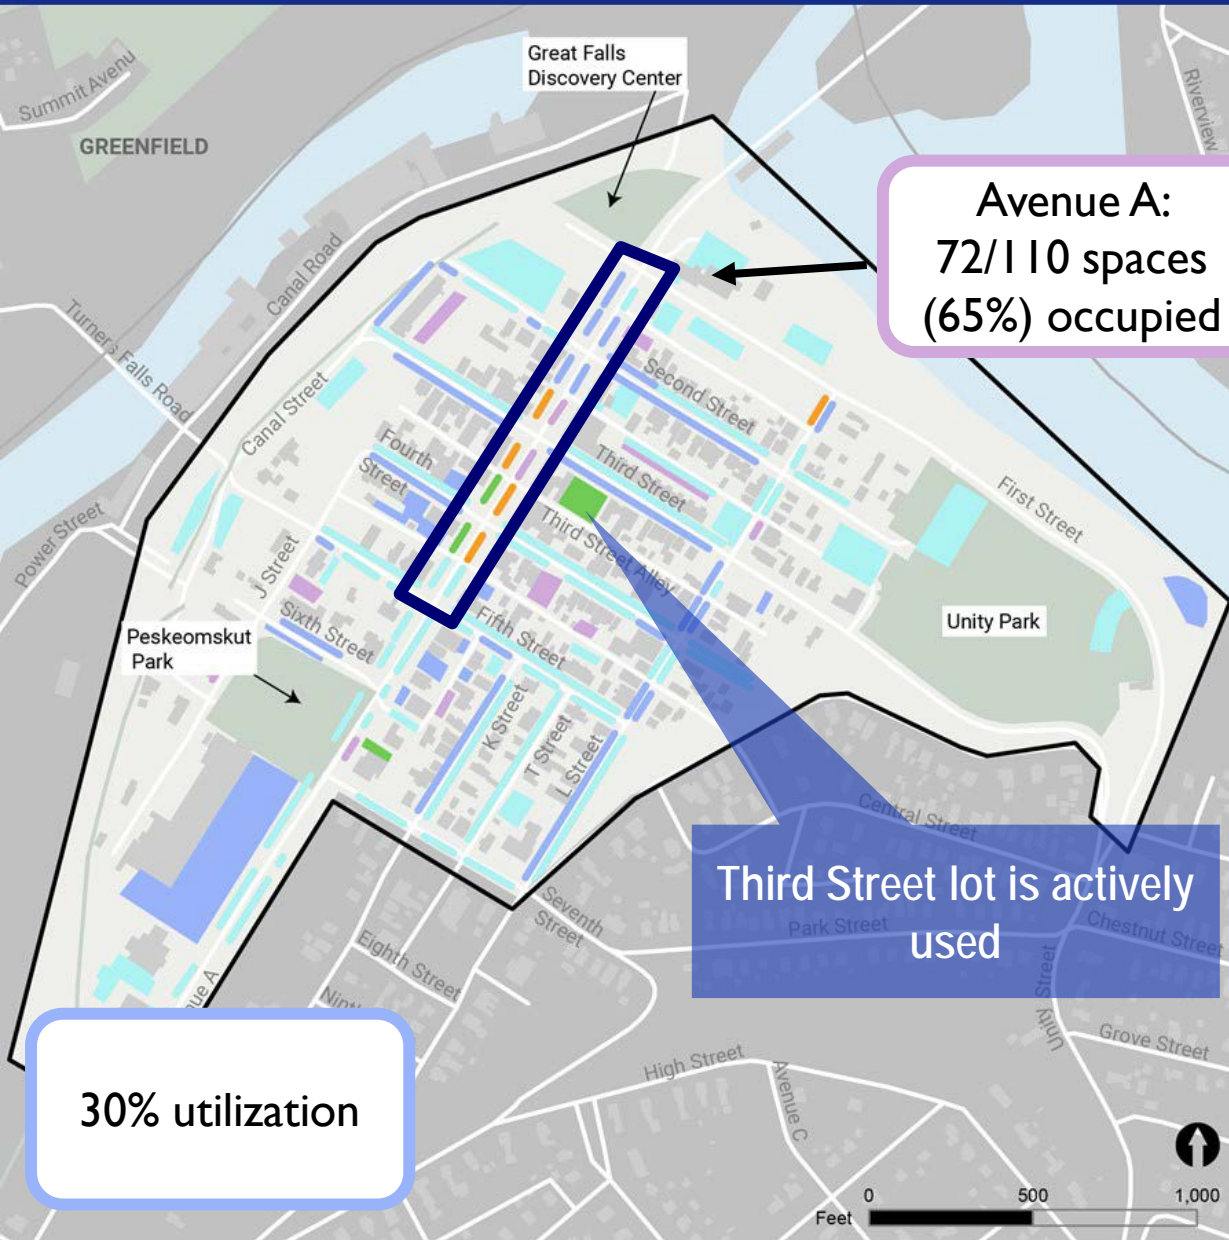 Great Falls
Discovery Center
Summit Avenu
GREENFIELD
Riverview
Avenue A:
72/110 spaces
(65%) occupied
Canal Road
Turners Falls Road
Canal Street
Second Street
Fourth
Street
Third Street
First Street
Third Street Alley
Power Street
J Street
Sixth Street
Fifth Street
Unity Park
Peskeomskut
Park
K Street
T Street
L Street
Central Street
Third Street lot is actively
used
Park Street
Chestnut Street
Seventh
Street
Eighth Street
nue A
Nint
Unity Street
Grove Street
High Street
Avenue C
30% utilization
0 500 1,000
Feet